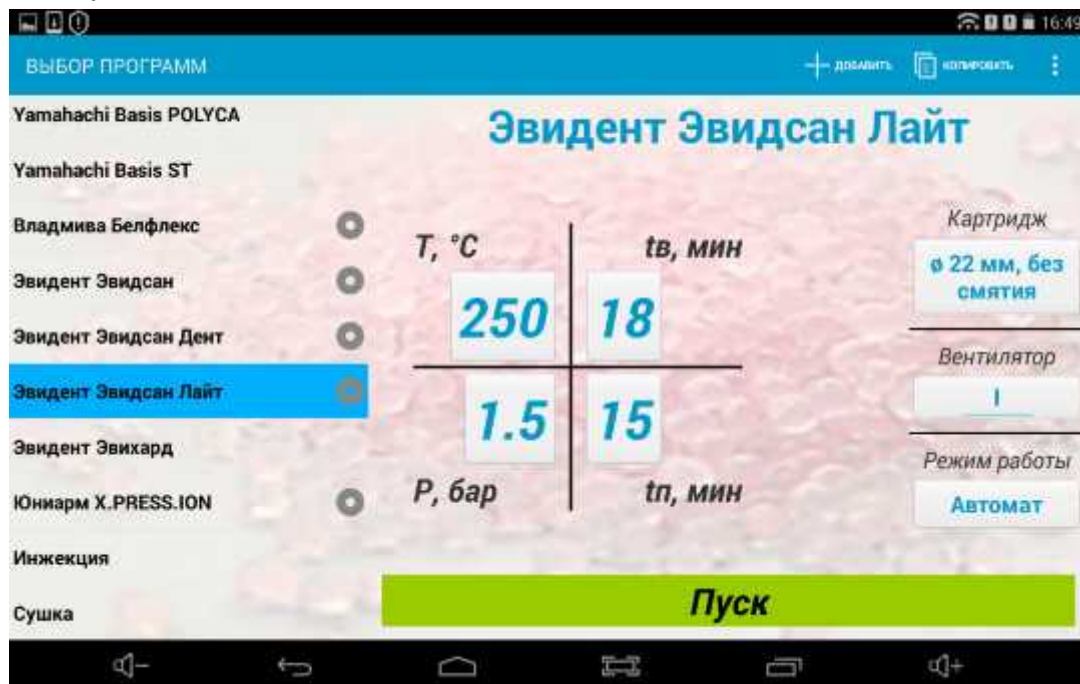 16:49
ВЫБОР ПРОГРАММ
ДОБАВИТЬ
КОПИРОВАТЬ
Yamahachi Basis POLYCA
Yamahachi Basis ST
Владмива Белфлекс
Эвидент Эвидсан
Эвидент Эвидсан Дент
Эвидент Эвидсан Лайт
Эвидент Эвихард
Юниарм X.PRESS.ION
Инжекция
Сушка
Эвидент Эвидсан Лайт
T, °C
tв, мин
250
18
1.5
15
P, бар
tп, мин
Картридж
ø 22 мм, без
смятия
Вентилятор
I
Режим работы
Автомат
Пуск